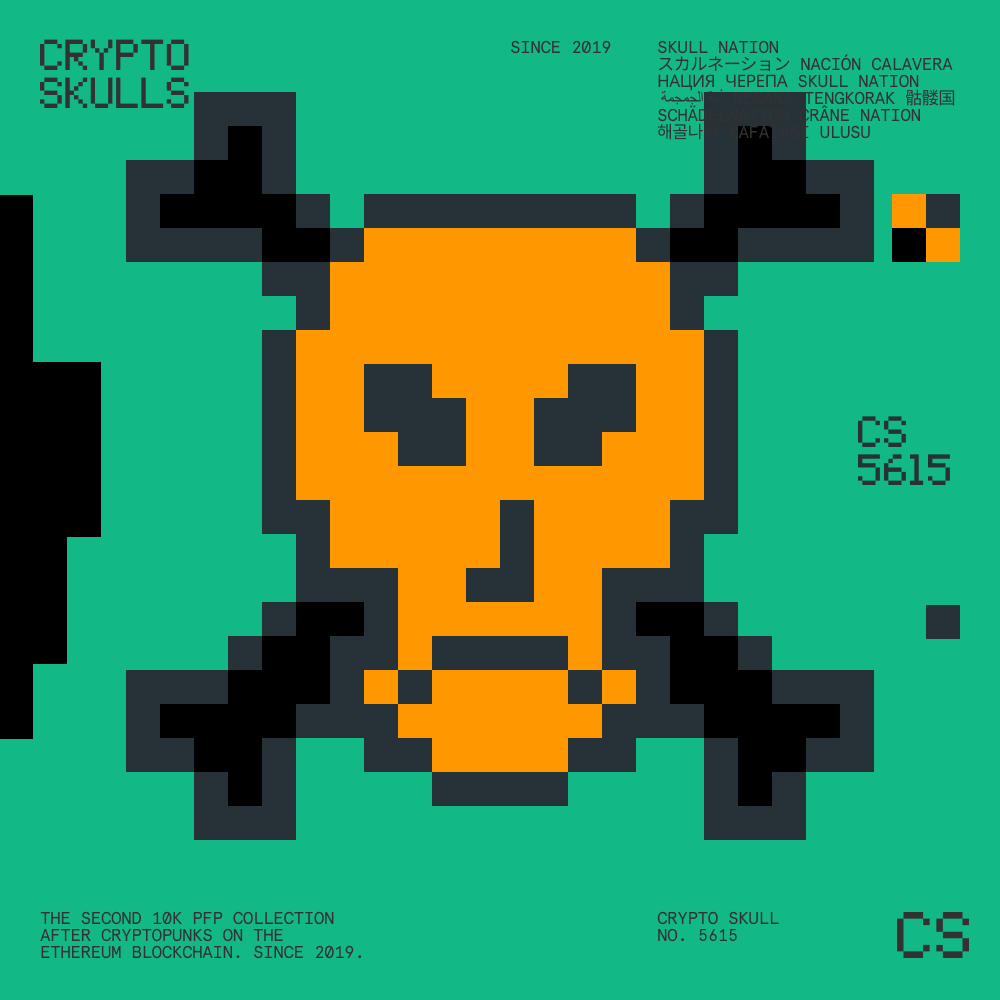 CRYPTO
SKULLS
SINCE 2019
SKULL NATION
スカルネーション NACIÓN CALAVERA
НАЦИЯ ЧЕРЕПА SKULL NATION
الجمجمة TENGKORAK 骷髅国
CRÂNE NATION
ULUSU
CS
5615
THE SECOND 10K PFP COLLECTION
AFTER CRYPTOPUNKS ON THE
ETHEREUM BLOCKCHAIN. SINCE 2019.
CRYPTO SKULL
NO. 5615
CS